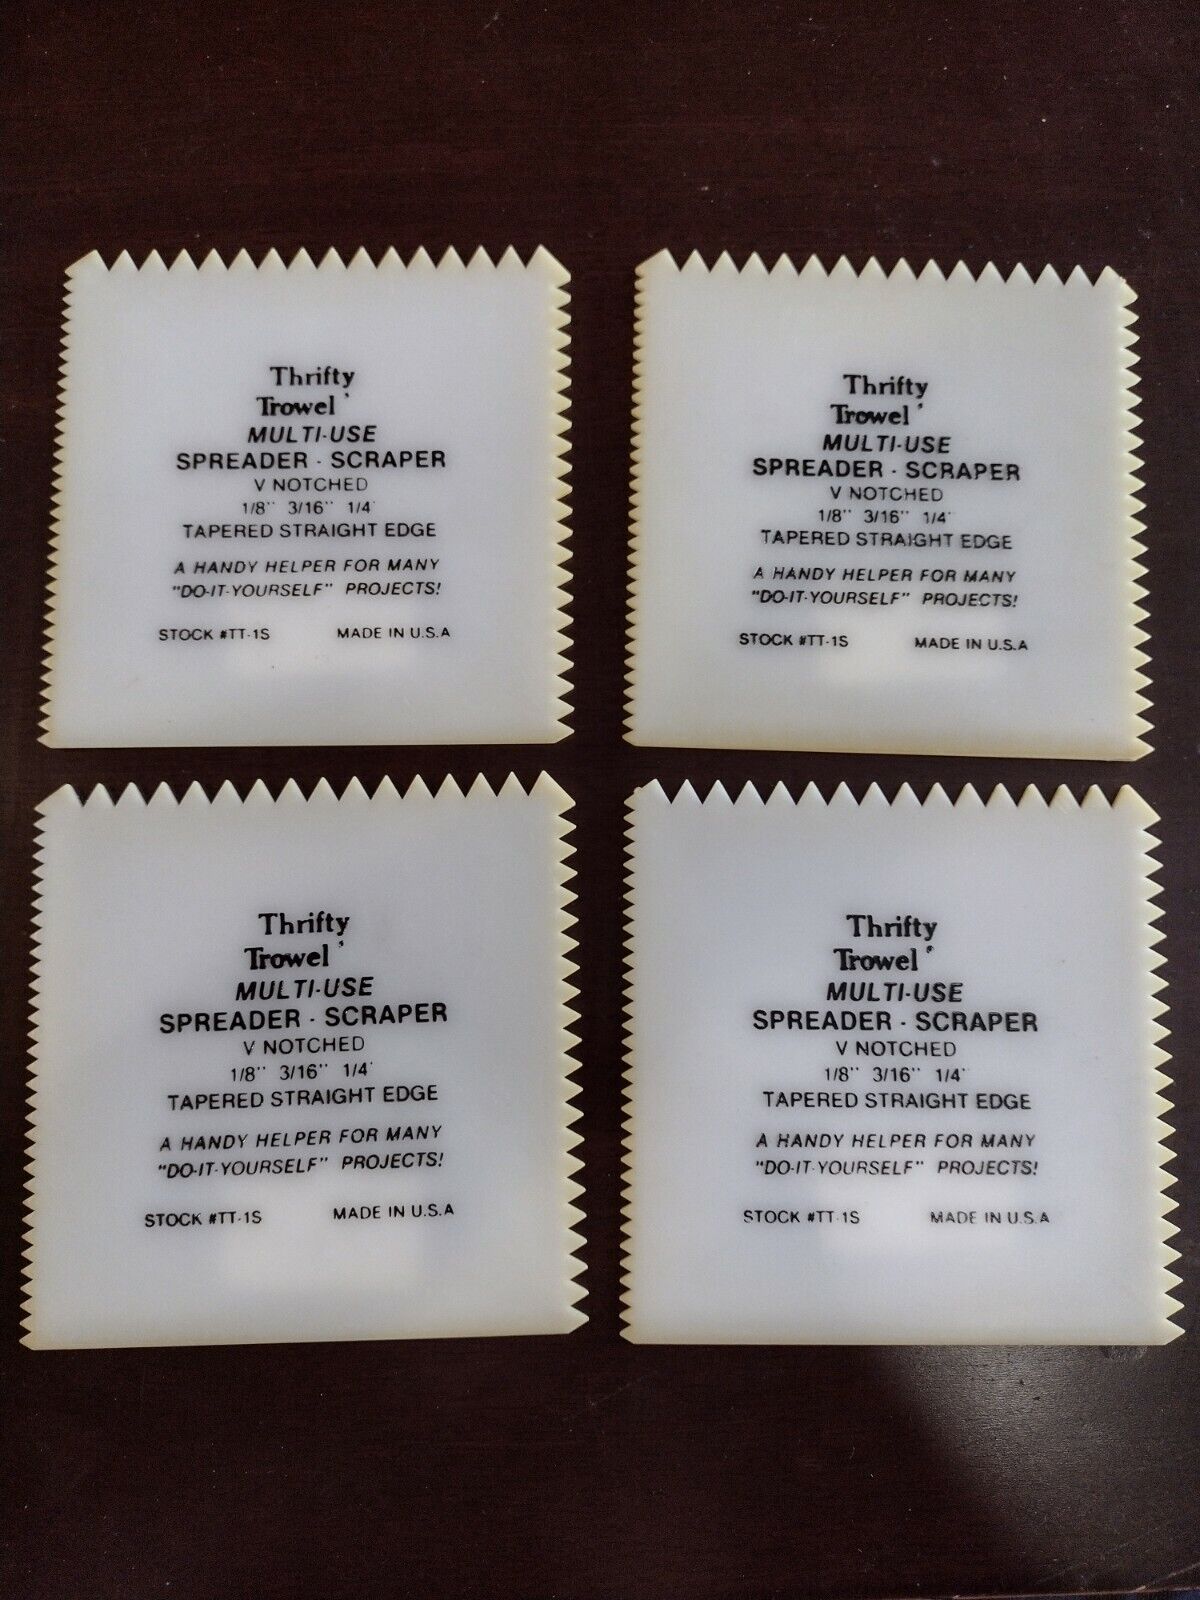 Thrifty
Trowel
MULTI-USE
SPREADER - SCRAPER
V NOTCHED
1/8" 3/16" 1/4"
TAPERED STRAIGHT EDGE
A HANDY HELPER FOR MANY
"DO-IT-YOURSELF" PROJECTS!
STOCK #TT-1S MADE IN U.S.A
Thrifty
Trowel
MULTI-USE
SPREADER - SCRAPER
V NOTCHED
1/8" 3/16" 1/4"
TAPERED STRAIGHT EDGE
A HANDY HELPER FOR MANY
"DO-IT-YOURSELF" PROJECTS!
STOCK #TT-1S MADE IN U.S.A
Thrifty
Trowel
MULTI-USE
SPREADER - SCRAPER
V NOTCHED
1/8" 3/16" 1/4"
TAPERED STRAIGHT EDGE
A HANDY HELPER FOR MANY
"DO-IT-YOURSELF" PROJECTS!
STOCK #TT-1S MADE IN U.S.A
Thrifty
Trowel
MULTI-USE
SPREADER - SCRAPER
V NOTCHED
1/8" 3/16" 1/4"
TAPERED STRAIGHT EDGE
A HANDY HELPER FOR MANY
"DO-IT-YOURSELF" PROJECTS!
STOCK #TT-1S MADE IN U.S.A